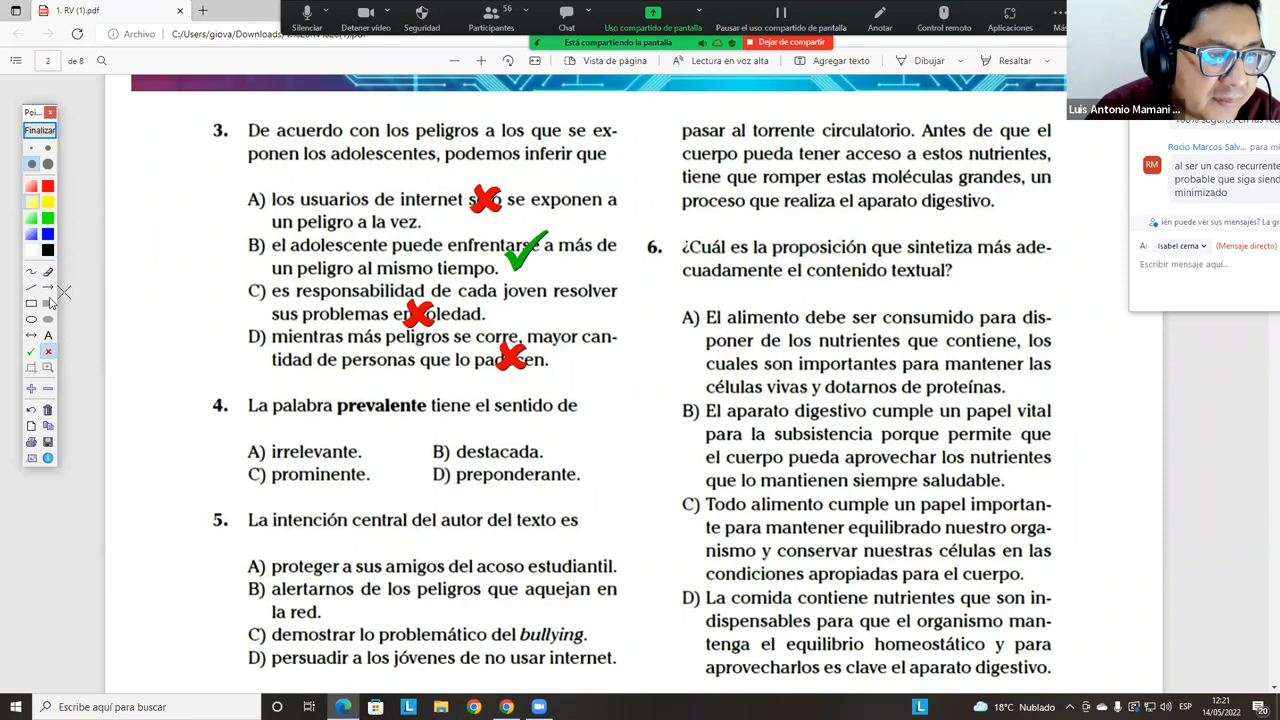 1. RV (1).pdf
Silenciar
Detener video
Seguridad
56
Participantes
Chat
Uso compartido de pantalla
Pausar el uso compartido de pantalla
Anotar
Control remoto
Aplicaciones
Está compartiendo la pantalla
Dejar de compartir
Archivo
C:/Users/giova/Downloads/
2
Vista de página
Lectura en voz alta
Agregar texto
Dibujar
Resaltar
Luis Antonio Mamani ...
Finalizar
3. De acuerdo con los peligros a los que se ex-
ponen los adolescentes, podemos inferir que
A) los usuarios de internet se exponen a
un peligro a la vez.
B) el adolescente puede enfrentarse a más de
un peligro al mismo tiempo.
C) es responsabilidad de cada joven resolver
sus problemas en soledad.
D) mientras más peligros se corre, mayor can-
tidad de personas que lo padecen.
4. La palabra prevalente tiene el sentido de
A) irrelevante. B) destacada.
C) prominente. D) preponderante.
5. La intención central del autor del texto es
A) proteger a sus amigos del acoso estudiantil.
B) alertarnos de los peligros que aquejan en
la red.
C) demostrar lo problemático del bullying.
D) persuadir a los jóvenes de no usar internet.
pasar al torrente circulatorio. Antes de que el
cuerpo pueda tener acceso a estos nutrientes,
tiene que romper estas moléculas grandes, un
proceso que realiza el aparato digestivo.
6. ¿Cuál es la proposición que sintetiza más ade-
cuadamente el contenido textual?
A) El alimento debe ser consumido para dis-
poner de los nutrientes que contiene, los
cuales son importantes para mantener las
células vivas y dotarnos de proteínas.
B) El aparato digestivo cumple un papel vital
para la subsistencia porque permite que
el cuerpo pueda aprovechar los nutrientes
que lo mantienen siempre saludable.
C) Todo alimento cumple un papel importan-
te para mantener equilibrado nuestro orga-
nismo y conservar nuestras células en las
condiciones apropiadas para el cuerpo.
D) La comida contiene nutrientes que son in-
dispensables para que el organismo man-
tenga el equilibrio homeostático y para
aprovecharlos es clave el aparato digestivo.
Rocio Marcos Salv... para mí
RM
al ser un caso recurrente
probable que siga siend
minimizado
ién puede ver sus mensajes? La gr
A: Isabel cerna (Mensaje directo)
Escribir mensaje aquí...
Escribe aquí para buscar
18°C Nublado
ESP
12:21
14/05/2022
20